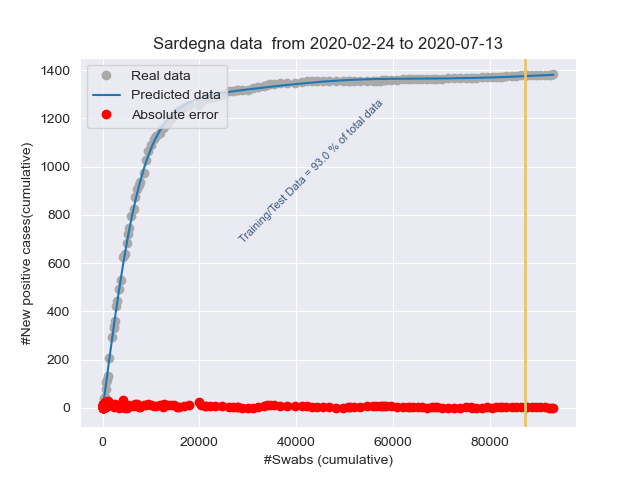 Sardegna data  from 2020-02-24 to 2020-07-13
Real data
Predicted data
Absolute error
Training/Test Data = 93.0 % of total data
#New positive cases(cumulative)
1400
1200
1000
800
600
400
200
0
0 20000 40000 60000 80000
#Swabs (cumulative)